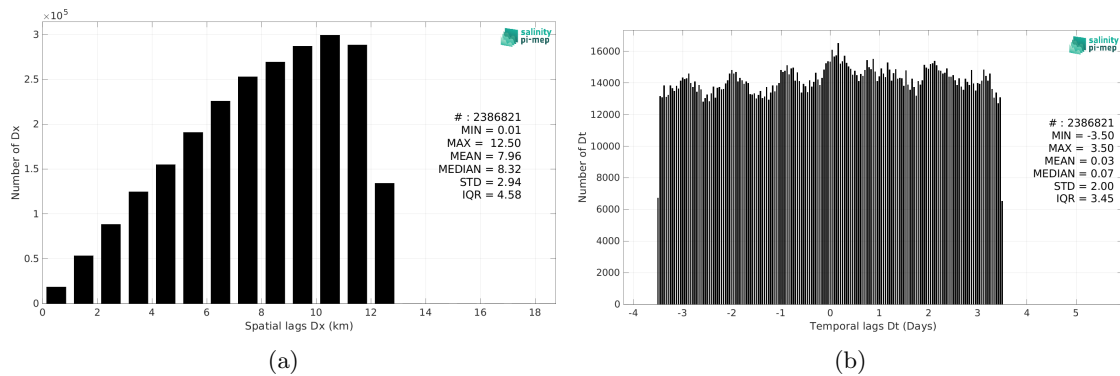 ×10⁵
3
2.5
2
1.5
1
0.5
0
Number of Dx
0 2 4 6 8 10 12 14 16 18
Spatial lags Dx (km)
salinity
pi-mep
# : 2386821
MIN = 0.01
MAX = 12.50
MEAN = 7.96
MEDIAN = 8.32
STD = 2.94
IQR = 4.58
(a)
16000
14000
12000
10000
8000
6000
4000
2000
0
Number of Dt
-4 -3 -2 -1 0 1 2 3 4 5
Temporal lags Dt (Days)
salinity
pi-mep
# : 2386821
MIN = -3.50
MAX = 3.50
MEAN = 0.03
MEDIAN = 0.07
STD = 2.00
IQR = 3.45
(b)